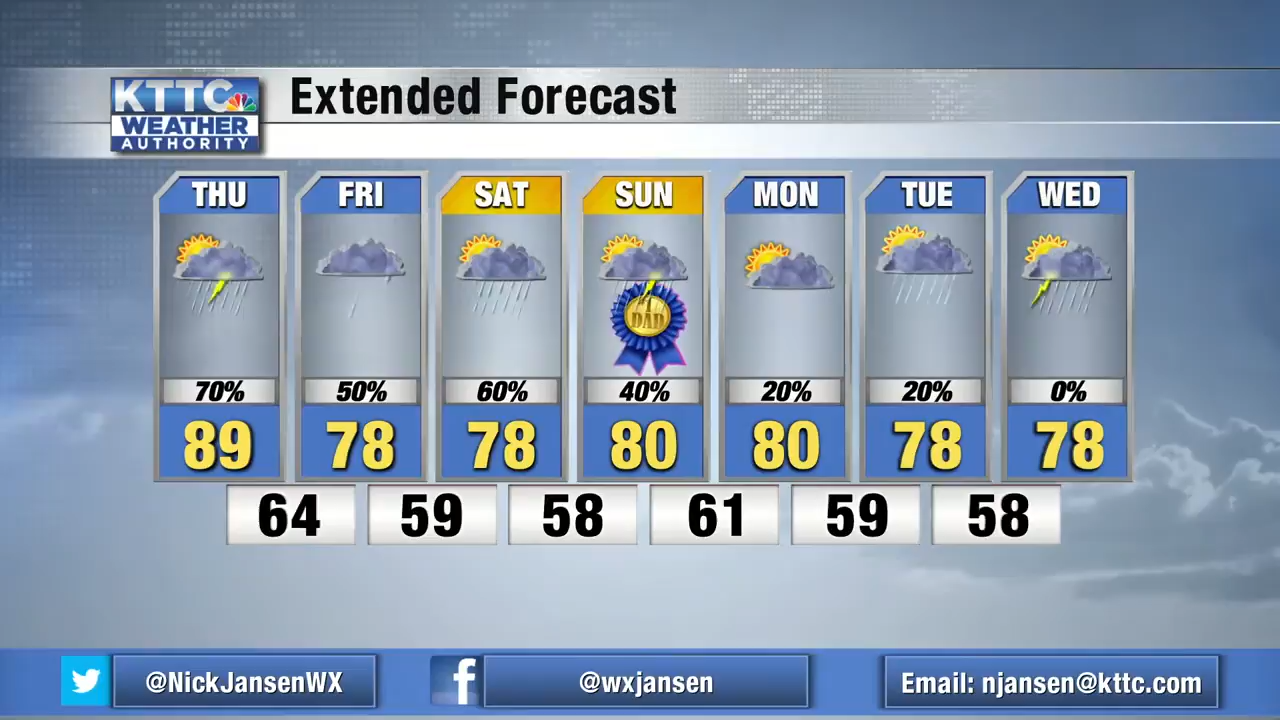 KTTC
WEATHER
AUTHORITY
Extended Forecast
THU FRI SAT SUN MON TUE WED
#1
DAD
70% 50% 60% 40% 20% 20% 0%
89 78 78 80 80 78 78
64 59 58 61 59 58
@NickJansenWX @wxjansen Email: njansen@kttc.com